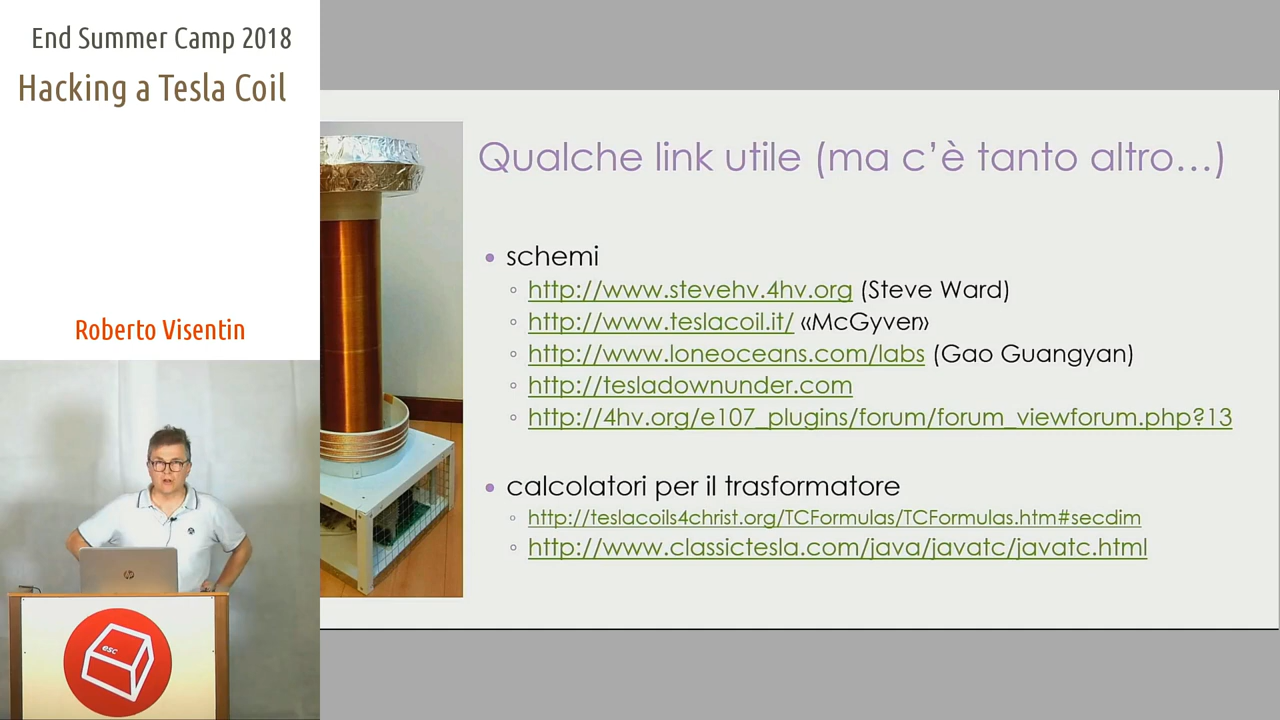 End Summer Camp 2018
Hacking a Tesla Coil
Roberto Visentin
esc
Qualche link utile (ma c'è tanto altro…)
• schemi
◦ http://www.stevehv.4hv.org (Steve Ward)
◦ http://www.teslacoil.it/ «McGyver»
◦ http://www.loneoceans.com/labs (Gao Guangyan)
◦ http://tesladownunder.com
◦ http://4hv.org/e107_plugins/forum/forum_viewforum.php?13
• calcolatori per il trasformatore
◦ http://teslacoils4christ.org/TCFormulas/TCFormulas.htm#secdim
◦ http://www.classictesla.com/java/javatc/javatc.html